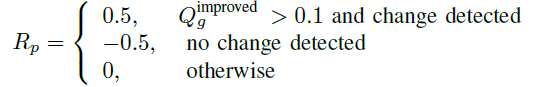 R_p = { 0.5, Q_g^improved > 0.1 and change detected
−0.5, no change detected
0, otherwise